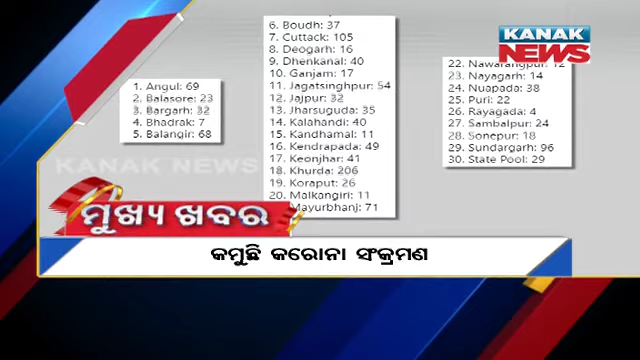 KANAK
NEWS
1. Angul: 69
2. Balasore: 23
3. Bargarh: 32
4. Bhadrak: 7
5. Balangir: 68
6. Boudh: 37
7. Cuttack: 105
8. Deogarh: 16
9. Dhenkanal: 40
10. Ganjam: 17
11. Jagatsinghpur: 54
12. Jajpur: 32
13. Jharsuguda: 35
14. Kalahandi: 40
15. Kandhamal: 11
16. Kendrapada: 49
17. Keonjhar: 41
18. Khurda: 206
19. Koraput: 26
20. Malkangiri: 11
Mayurbhanj: 71
22. Nawarangpur: 12
23. Nayagarh: 14
24. Nuapada: 38
25. Puri: 22
26. Rayagada: 4
27. Sambalpur: 24
28. Sonepur: 18
29. Sundargarh: 96
30. State Pool: 29
KANAK NEWS
ମୁଖ୍ୟ ଖବର
କମୁଛି କରୋନା ସଂକ୍ରମଣ